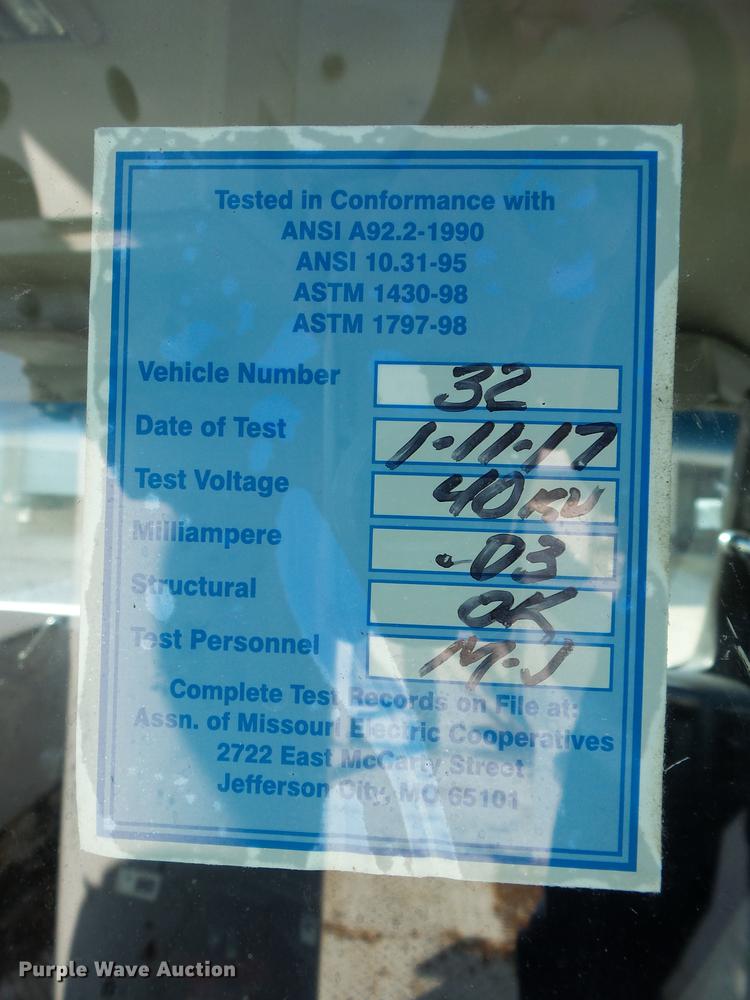 Tested in Conformance with
ANSI A92.2-1990
ANSI 10.31-95
ASTM 1430-98
ASTM 1797-98
Vehicle Number 32
Date of Test 1-11-17
Test Voltage 40 KV
Milliampere .03
Structural OK
Test Personnel M-J
Complete Test Records on File at:
Assn. of Missouri Electric Cooperatives
2722 East McCarty Street
Jefferson City, MO 65101
Purple Wave Auction